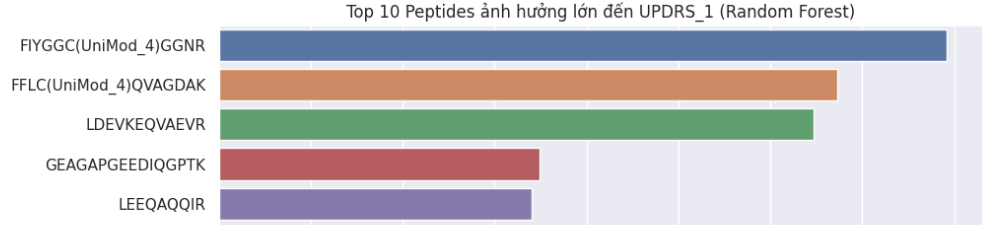 Top 10 Peptides ảnh hưởng lớn đến UPDRS_1 (Random Forest)
FIYGGC(UniMod_4)GGNR
FFLC(UniMod_4)QVAGDAK
LDEVKEQVAEVR
GEAGAPGEEDIQGPTK
LEEQAQQIR